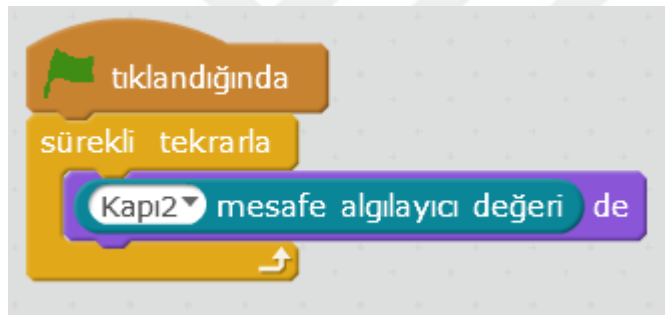 tıklandığında
sürekli tekrarla
Kapı2 mesafe algılayıcı değeri de